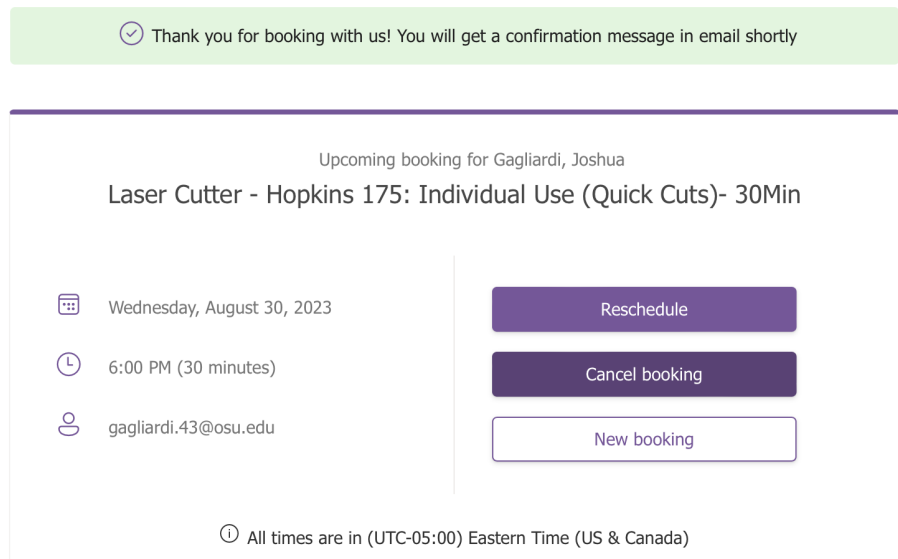 Thank you for booking with us! You will get a confirmation message in email shortly
Upcoming booking for Gagliardi, Joshua
Laser Cutter - Hopkins 175: Individual Use (Quick Cuts)- 30Min
Wednesday, August 30, 2023
6:00 PM (30 minutes)
gagliardi.43@osu.edu
Reschedule
Cancel booking
New booking
All times are in (UTC-05:00) Eastern Time (US & Canada)